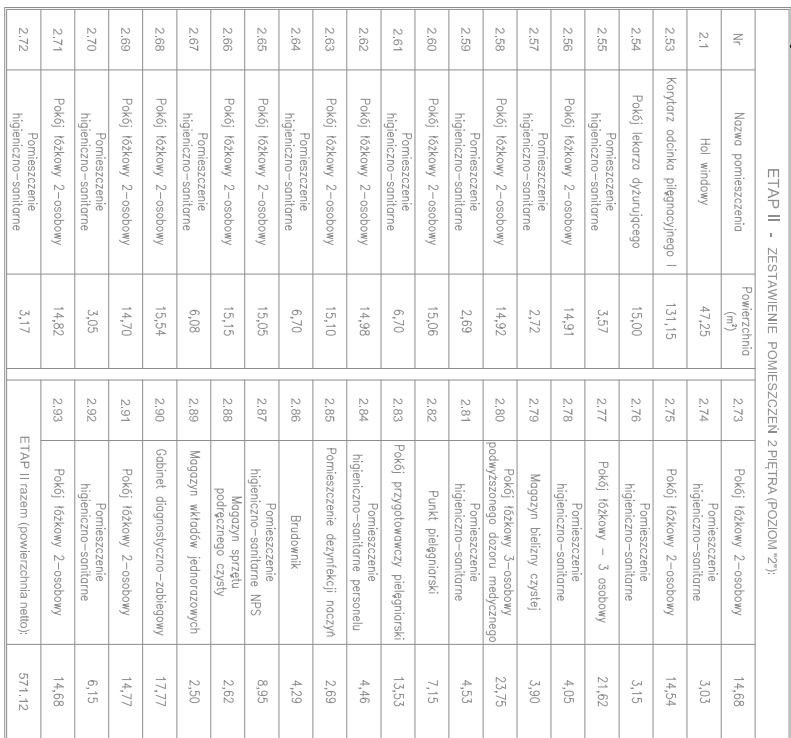 ETAP II - ZESTAWIENIE POMIESZCZEŃ 2 PIĘTRA (POZIOM "2"):
Nr Nazwa pomieszczenia Powierzchnia (m²)
2.1 Hol windowy 47,25
2.53 Korytarz odcinka pilęgnacyjnego I 131,15
2.54 Pokój lekarza dyżurującego 15,00
2.55 Pomieszczenie higieniczno-sanitarne 3,57
2.56 Pokój łóżkowy 2-osobowy 14,91
2.57 Pomieszczenie higieniczno-sanitarne 2,72
2.58 Pokój łóżkowy 2-osobowy 14,92
2.59 Pomieszczenie higieniczno-sanitarne 2,69
2.60 Pokój łóżkowy 2-osobowy 15,06
2.61 Pomieszczenie higieniczno-sanitarne 6,70
2.62 Pokój łóżkowy 2-osobowy 14,98
2.63 Pokój łóżkowy 2-osobowy 15,10
2.64 Pomieszczenie higieniczno-sanitarne 6,70
2.65 Pokój łóżkowy 2-osobowy 15,05
2.66 Pokój łóżkowy 2-osobowy 15,15
2.67 Pomieszczenie higieniczno-sanitarne 6,08
2.68 Pokój łóżkowy 2-osobowy 15,54
2.69 Pokój łóżkowy 2-osobowy 14,70
2.70 Pomieszczenie higieniczno-sanitarne 3,05
2.71 Pokój łóżkowy 2-osobowy 14,82
2.72 Pomieszczenie higieniczno-sanitarne 3,17
2.73 Pokój łóżkowy 2-osobowy 14,68
2.74 Pomieszczenie higieniczno-sanitarne 3,03
2.75 Pokój łóżkowy 2-osobowy 14,54
2.76 Pomieszczenie higieniczno-sanitarne 3,15
2.77 Pokój łóżkowy - 3 osobowy 21,62
2.78 Pomieszczenie higieniczno-sanitarne 4,05
2.79 Magazyn bielizny czystej 3,90
2.80 Pokój łóżkowy 3-osobowy podwyższonego dozoru medycznego 23,75
2.81 Pomieszczenie higieniczno-sanitarne 4,53
2.82 Punkt pielęgniarski 7,15
2.83 Pokój przygotowawczy pielęgniarski 13,53
2.84 Pomieszczenie higieniczno-sanitarne personelu 4,46
2.85 Pomieszczenie dezynfekcji naczyń 2,69
2.86 Brudownik 4,29
2.87 Pomieszczenie higieniczno-sanitarne NPS 8,95
2.88 Magazyn sprzętu podręcznego czysty 2,62
2.89 Magazyn wkładów jednorazowych 2,50
2.90 Gabinet diagnostyczno-zabiegowy 17,77
2.91 Pokój łóżkowy 2-osobowy 14,77
2.92 Pomieszczenie higieniczno-sanitarne 6,15
2.93 Pokój łóżkowy 2-osobowy 14,68
ETAP II razem (powierzchnia netto): 571.12